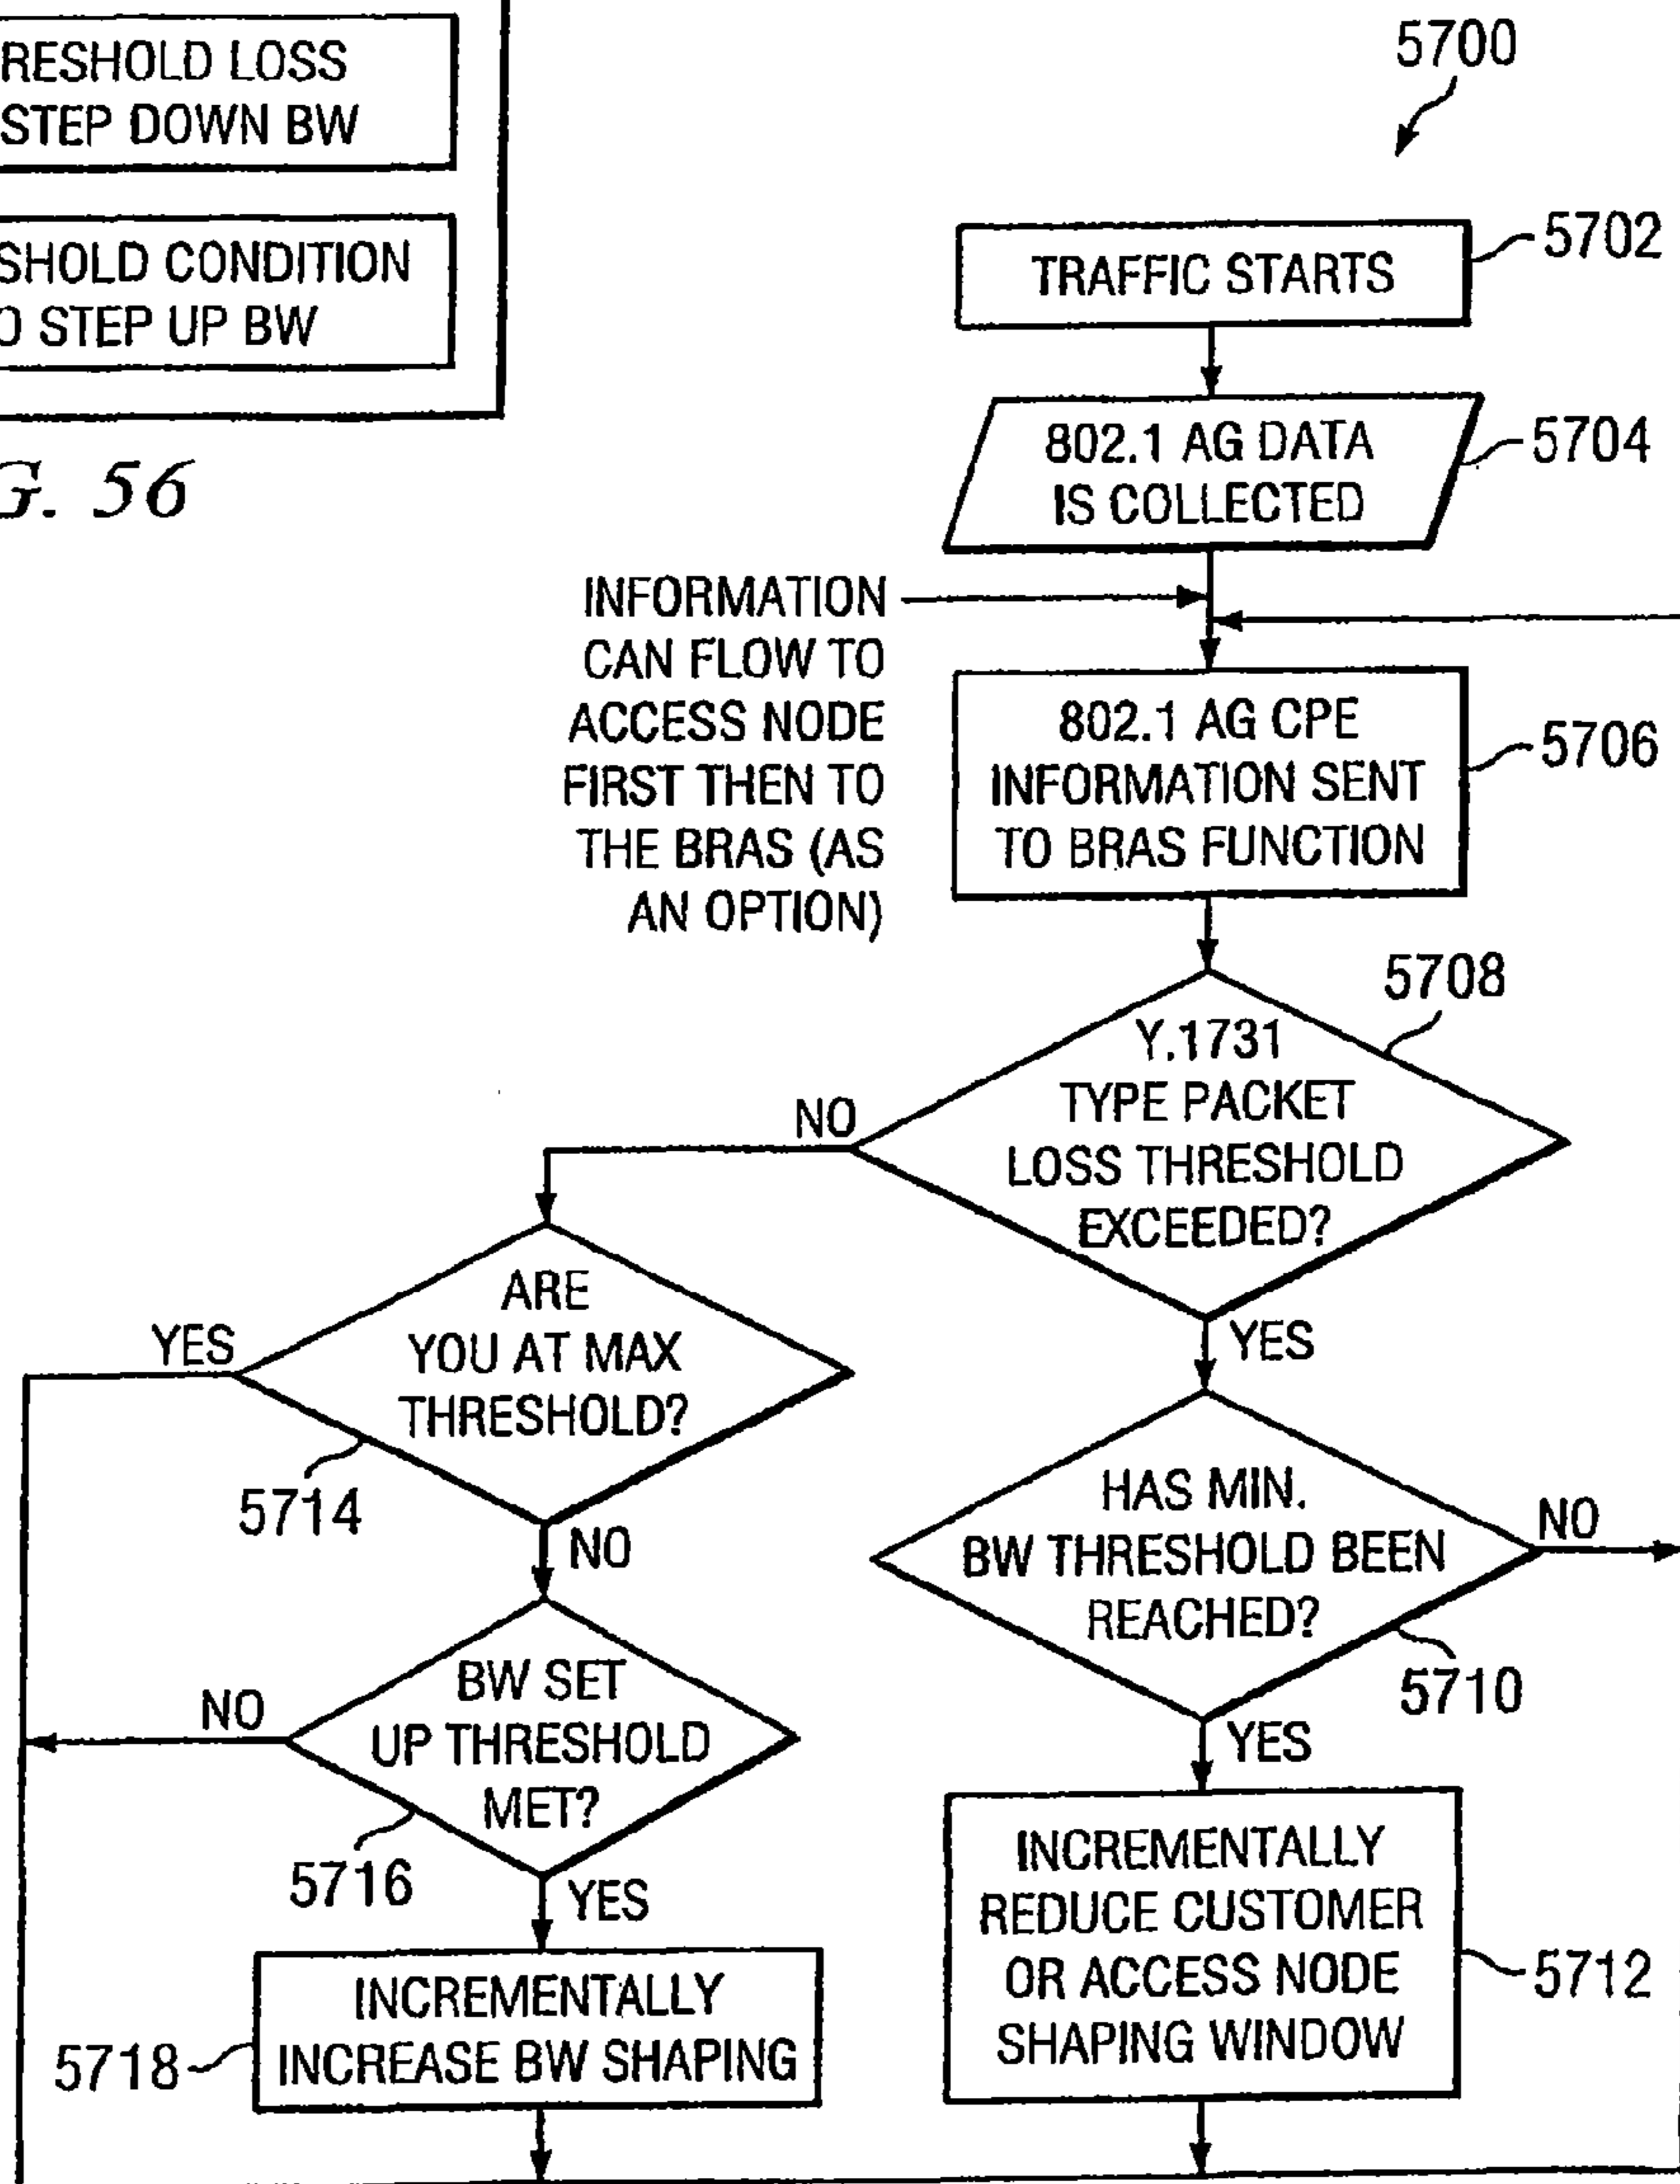 RESHOLD LOSS
STEP DOWN BW
SHOLD CONDITION
O STEP UP BW
G. 56
5700
TRAFFIC STARTS
5702
802.1 AG DATA
IS COLLECTED
5704
INFORMATION
CAN FLOW TO
ACCESS NODE
FIRST THEN TO
THE BRAS (AS
AN OPTION)
802.1 AG CPE
INFORMATION SENT
TO BRAS FUNCTION
5706
5708
Y.1731
TYPE PACKET
LOSS THRESHOLD
EXCEEDED?
NO
YES
ARE
YOU AT MAX
THRESHOLD?
YES
5714
NO
HAS MIN.
BW THRESHOLD BEEN
REACHED?
NO
5710
YES
BW SET
UP THRESHOLD
MET?
NO
5716
YES
INCREMENTALLY
REDUCE CUSTOMER
OR ACCESS NODE
SHAPING WINDOW
5712
INCREMENTALLY
INCREASE BW SHAPING
5718